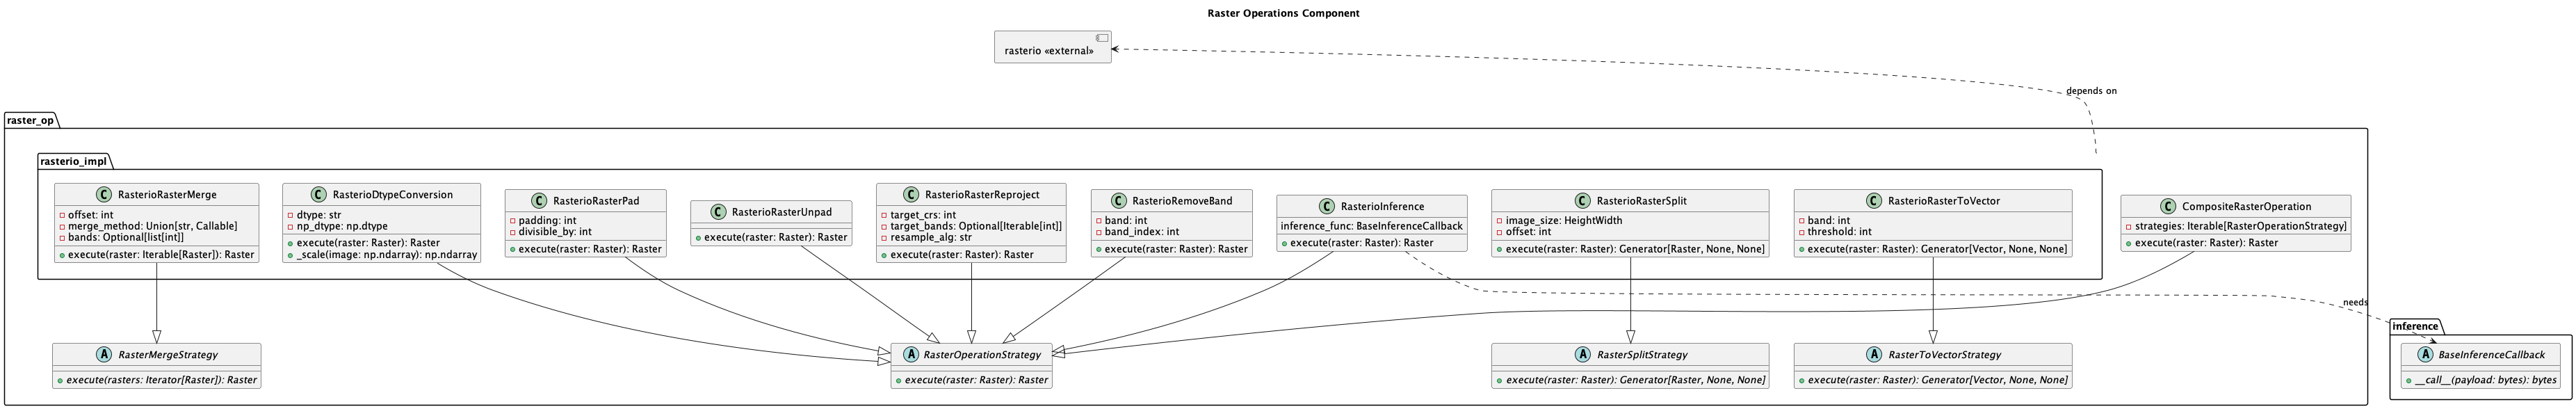 Raster Operations Component
rasterio «external»
depends on
raster_op
rasterio_impl
C RasterioRasterMerge
offset: int
merge_method: Union[str, Callable]
bands: Optional[list[int]]
execute(raster: Iterable[Raster]): Raster
C RasterioDtypeConversion
dtype: str
np_dtype: np.dtype
execute(raster: Raster): Raster
_scale(image: np.ndarray): np.ndarray
C RasterioRasterPad
padding: int
divisible_by: int
execute(raster: Raster): Raster
C RasterioRasterUnpad
execute(raster: Raster): Raster
C RasterioRasterReproject
target_crs: int
target_bands: Optional[Iterable[int]]
resample_alg: str
execute(raster: Raster): Raster
C RasterioRemoveBand
band: int
band_index: int
execute(raster: Raster): Raster
C RasterioInference
inference_func: BaseInferenceCallback
execute(raster: Raster): Raster
C RasterioRasterSplit
image_size: HeightWidth
offset: int
execute(raster: Raster): Generator[Raster, None, None]
C RasterioRasterToVector
band: int
threshold: int
execute(raster: Raster): Generator[Vector, None, None]
C CompositeRasterOperation
strategies: Iterable[RasterOperationStrategy]
execute(raster: Raster): Raster
needs
A RasterMergeStrategy
execute(rasters: Iterator[Raster]): Raster
A RasterOperationStrategy
execute(raster: Raster): Raster
A RasterSplitStrategy
execute(raster: Raster): Generator[Raster, None, None]
A RasterToVectorStrategy
execute(raster: Raster): Generator[Vector, None, None]
inference
A BaseInferenceCallback
__call__(payload: bytes): bytes